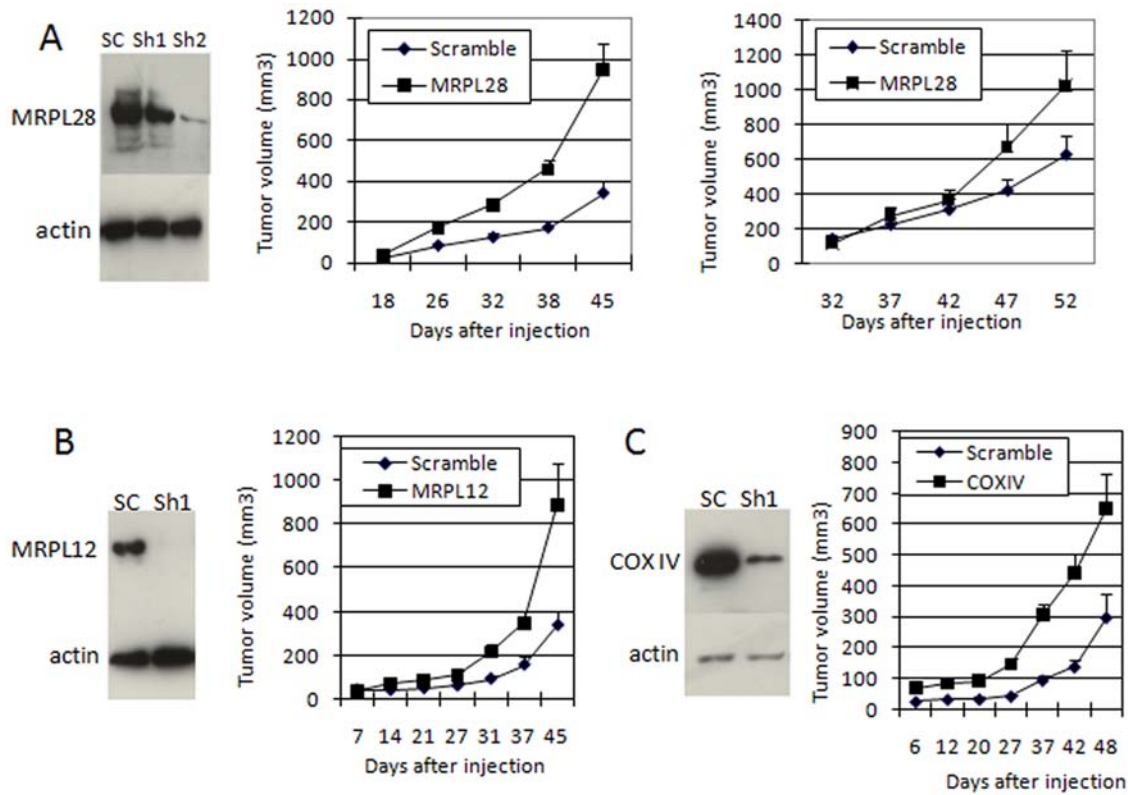 A
SC Sh1 Sh2
MRPL28
actin
Tumor volume (mm3)
1200
1000
800
600
400
200
0
Scramble
MRPL28
18 26 32 38 45
Days after injection
Tumor volume (mm3)
1400
1200
1000
800
600
400
200
0
Scramble
MRPL28
32 37 42 47 52
Days after injection
B
SC Sh1
MRPL12
actin
Tumor volume (mm3)
1200
1000
800
600
400
200
0
Scramble
MRPL12
7 14 21 27 31 37 45
Days after injection
C
SC Sh1
COX IV
actin
Tumor volume (mm3)
900
800
700
600
500
400
300
200
100
0
Scramble
COXIV
6 12 20 27 37 42 48
Days after injection